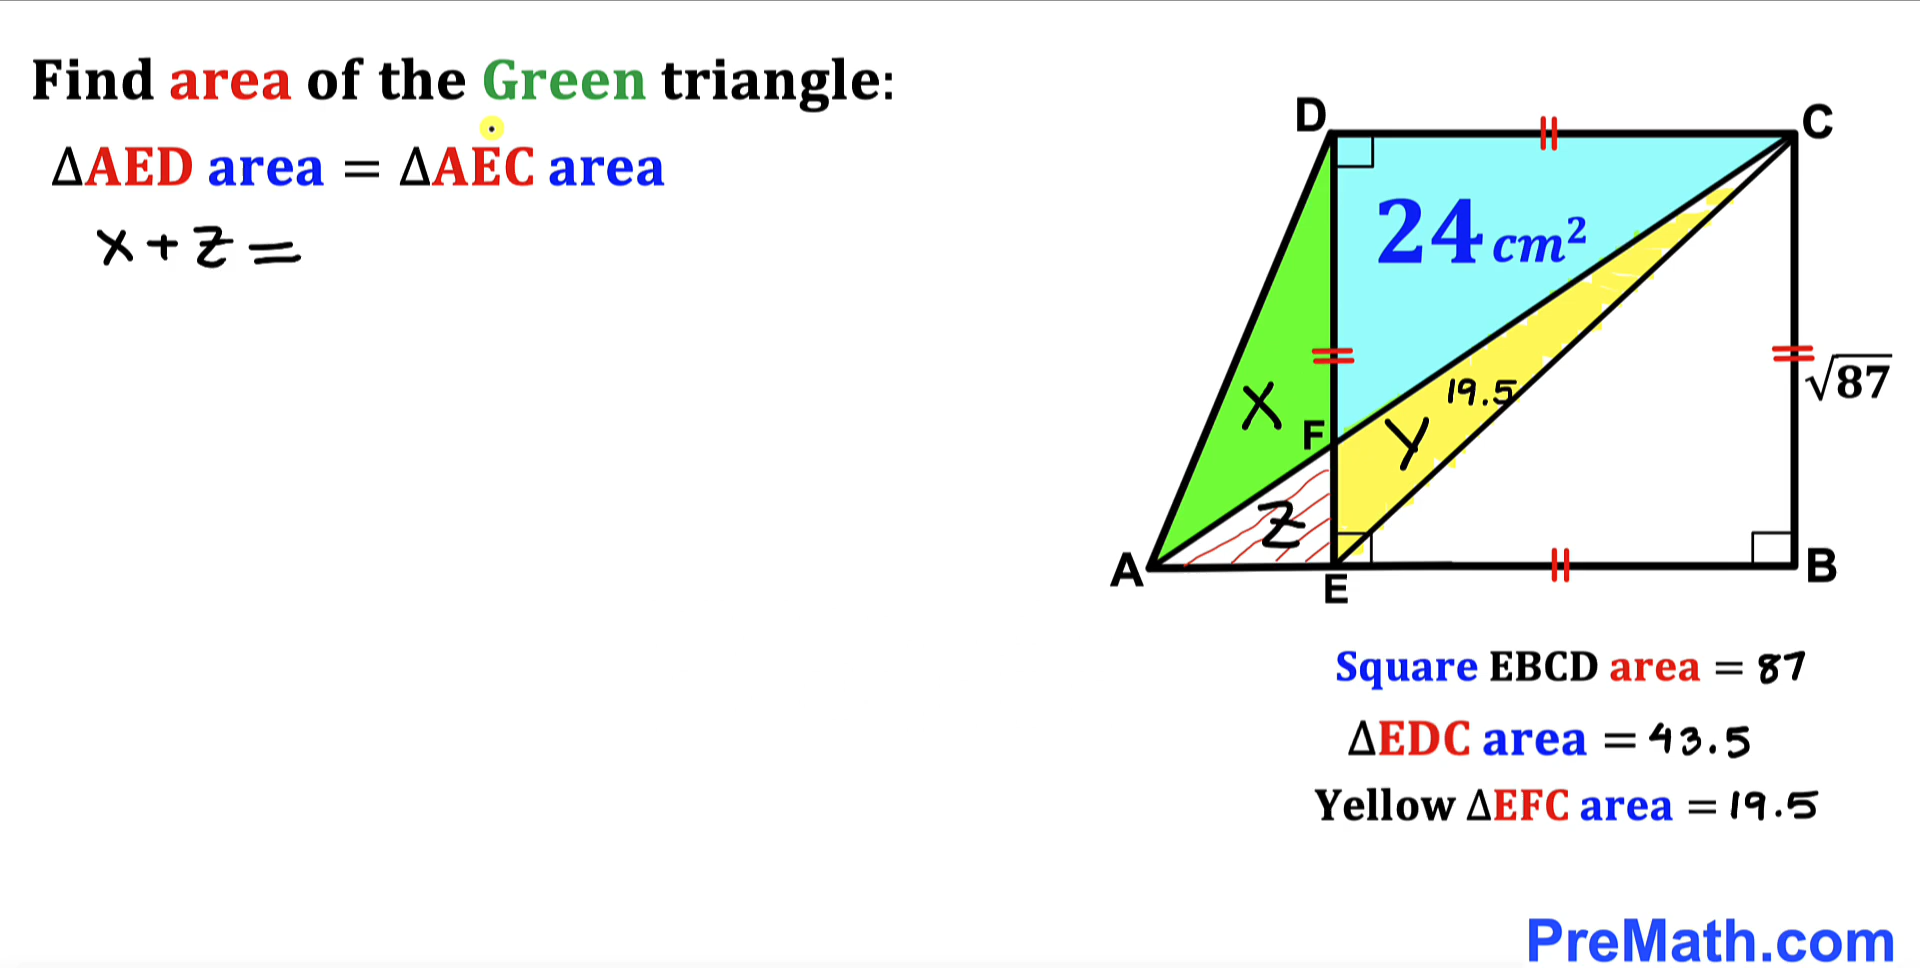 Find area of the Green triangle:
ΔAED area = ΔAEC area
x + z =
D
C
24 cm²
19.5
√87
X
F
Y
Z
A
E
B
Square EBCD area = 87
ΔEDC area = 43.5
Yellow ΔEFC area = 19.5
PreMath.com